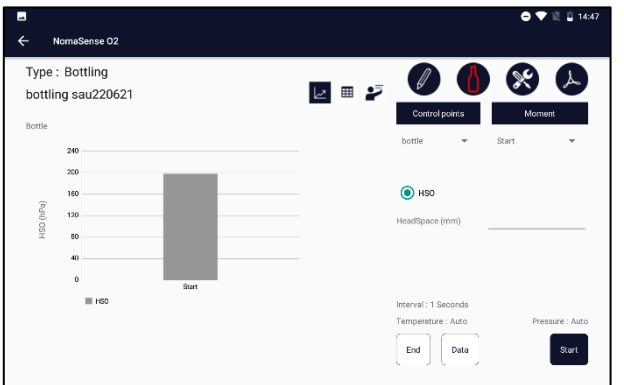 14:47
NomaSense O2
Type : Bottling
bottling sau220621
Control points
Moment
bottle
Start
Bottle
240
200
160
120
80
40
0
HSO (hPa)
Start
HSO
HSO
HeadSpace (mm)
Interval : 1 Seconds
Temperature : Auto
Pressure : Auto
End
Data
Start